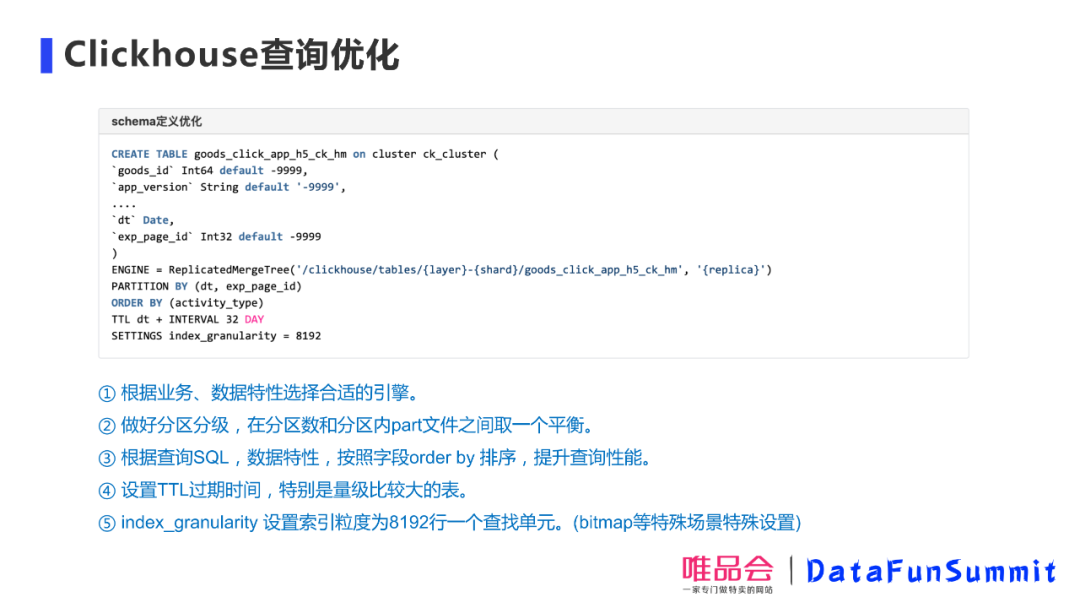 Clickhouse查询优化
schema定义优化
CREATE TABLE goods_click_app_h5_ck_hm on cluster ck_cluster (
`goods_id` Int64 default -9999,
`app_version` String default '-9999',
....
`dt` Date,
`exp_page_id` Int32 default -9999
)
ENGINE = ReplicatedMergeTree('/clickhouse/tables/{layer}-{shard}/goods_click_app_h5_ck_hm', '{replica}')
PARTITION BY (dt, exp_page_id)
ORDER BY (activity_type)
TTL dt + INTERVAL 32 DAY
SETTINGS index_granularity = 8192
① 根据业务、数据特性选择合适的引擎。
② 做好分区分级，在分区数和分区内part文件之间取一个平衡。
③ 根据查询SQL，数据特性，按照字段order by 排序，提升查询性能。
④ 设置TTL过期时间，特别是量级比较大的表。
⑤ index_granularity 设置索引粒度为8192行一个查找单元。(bitmap等特殊场景特殊设置)
唯品会 | DataFunSummit
一家专门做特卖的网站